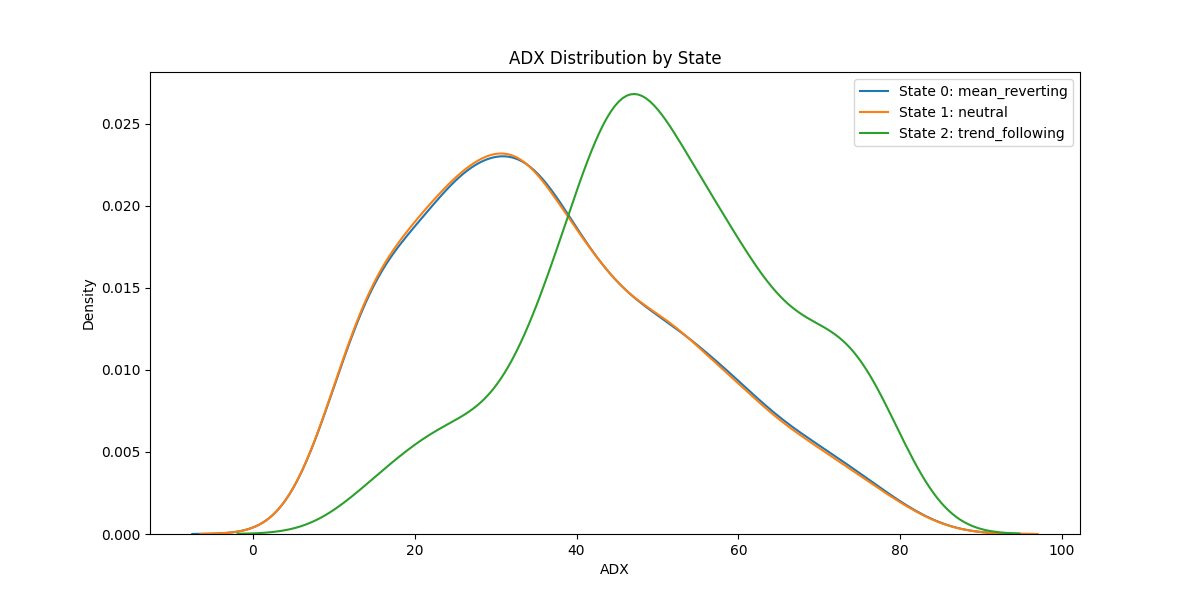 ADX Distribution by State
State 0: mean_reverting
State 1: neutral
State 2: trend_following
Density
0.025
0.020
0.015
0.010
0.005
0.000
0 20 40 60 80 100
ADX